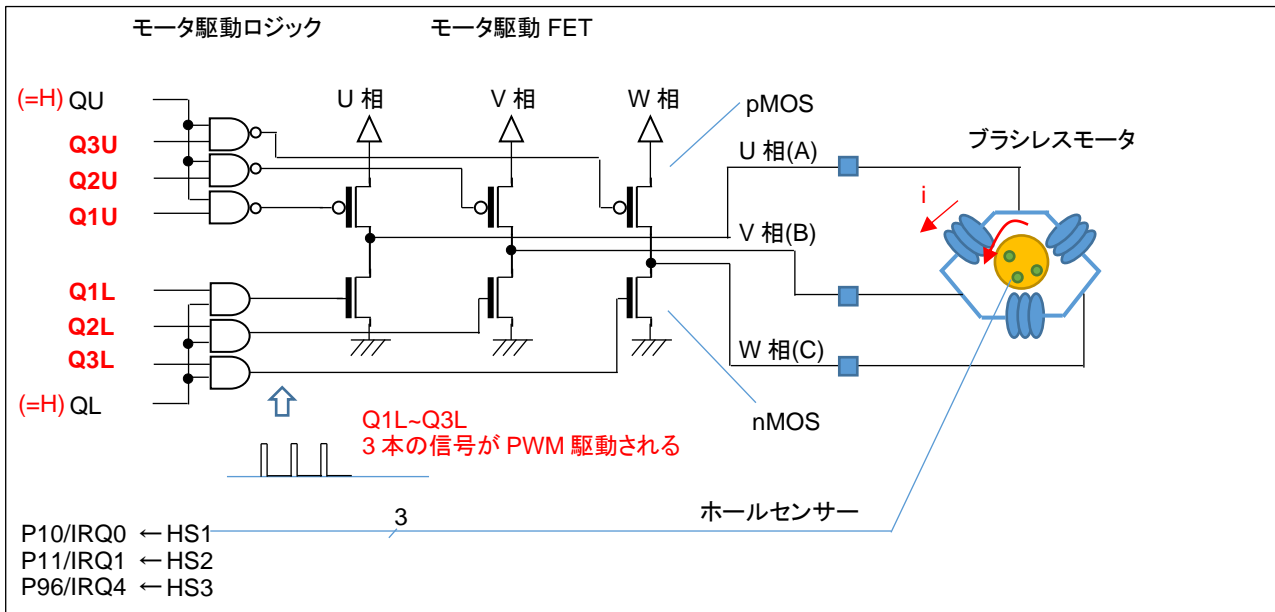 モータ駆動ロジック
モータ駆動 FET
(=H) QU
U 相
V 相
W 相
pMOS
Q3U
U 相(A)
ブラシレスモータ
Q2U
i
Q1U
V 相(B)
Q1L
Q2L
Q3L
W 相(C)
(=H) QL
Q1L~Q3L
3 本の信号が PWM 駆動される
nMOS
3
ホールセンサー
P10/IRQ0 ←HS1
P11/IRQ1 ←HS2
P96/IRQ4 ←HS3